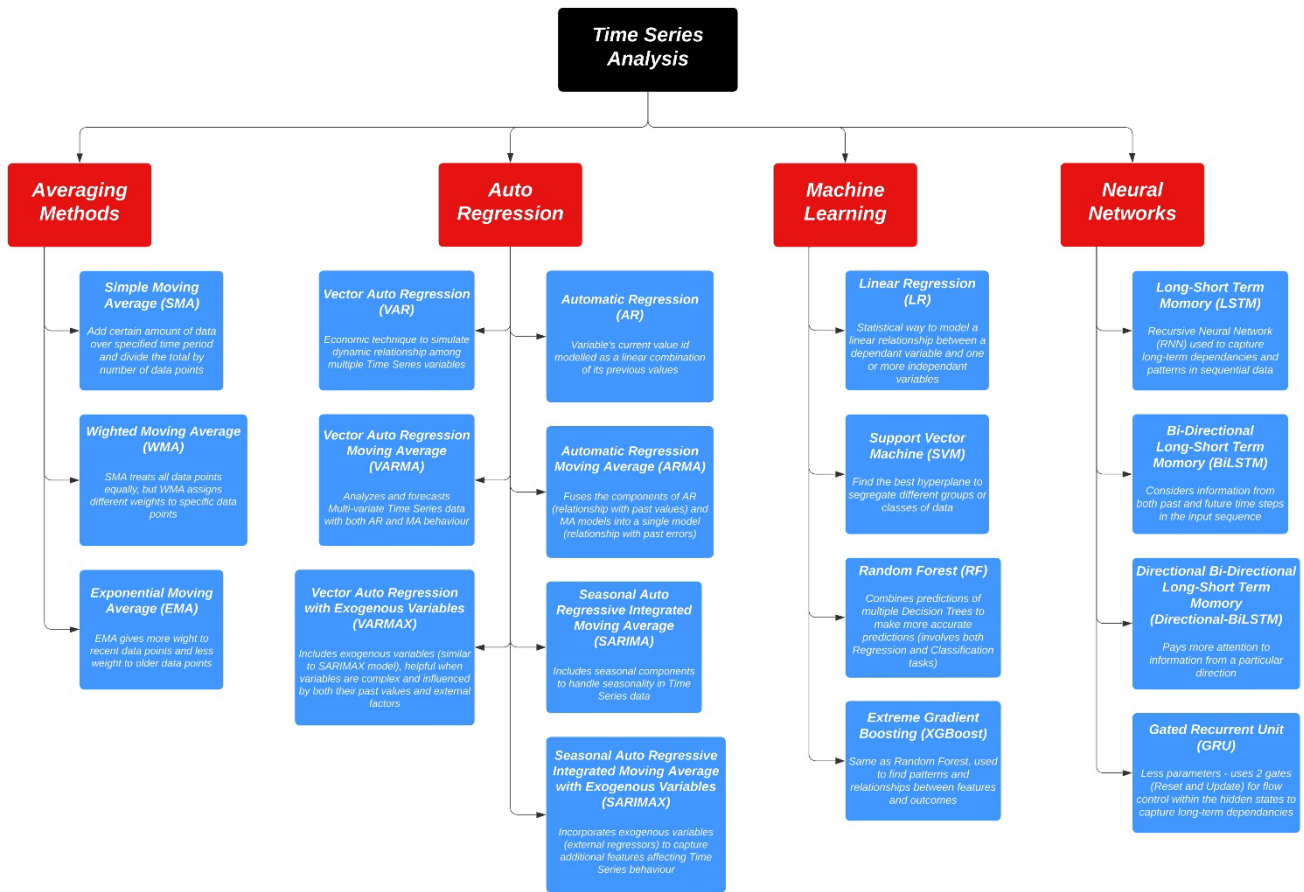 Time Series
Analysis
Averaging
Methods
Simple Moving
Average (SMA)
Add certain amount of data
over specified time period
and divide the total by
number of data points
Wighted Moving Average
(WMA)
SMA treats all data points
equally, but WMA assigns
different weights to specific data
points
Exponential Moving
Average (EMA)
EMA gives more wight to
recent data points and less
weight to older data points
Auto
Regression
Vector Auto Regression
(VAR)
Economic technique to simulate
dynamic relationship among
multiple Time Series variables
Vector Auto Regression
Moving Average
(VARMA)
Analyzes and forecasts
Multi-variate Time Series data
with both AR and MA behaviour
Vector Auto Regression
with Exogenous Variables
(VARMAX)
Includes exogenous variables (similar
to SARIMAX model), helpful when
variables are complex and influenced
by both their past values and external
factors
Automatic Regression
(AR)
Variable's current value id
modelled as a linear combination
of its previous values
Automatic Regression
Moving Average (ARMA)
Fuses the components of AR
(relationship with past values) and
MA models into a single model
(relationship with past errors)
Seasonal Auto
Regressive Integrated
Moving Average
(SARIMA)
Includes seasonal components
to handle seasonality in Time
Series data
Seasonal Auto Regressive
Integrated Moving Average
with Exogenous Variables
(SARIMAX)
Incorporates exogenous variables
(external regressors) to capture
additional features affecting Time
Series behaviour
Machine
Learning
Linear Regression
(LR)
Statistical way to model a
linear relationship between a
dependant variable and one
or more independant
variables
Support Vector
Machine (SVM)
Find the best hyperplane to
segregate different groups or
classes of data
Random Forest (RF)
Combines predictions of
multiple Decision Trees to
make more accurate
predictions (involves both
Regression and Classification
tasks)
Extreme Gradient
Boosting (XGBoost)
Same as Random Forest, used
to find patterns and
relationships between features
and outcomes
Neural
Networks
Long-Short Term
Momory (LSTM)
Recursive Neural Network
(RNN) used to capture
long-term dependancies and
patterns in sequential data
Bi-Directional
Long-Short Term
Momory (BiLSTM)
Considers information from
both past and future time steps
in the input sequence
Directional Bi-Directional
Long-Short Term
Momory
(Directional-BiLSTM)
Pays more attention to
information from a particular
direction
Gated Recurrent Unit
(GRU)
Less parameters - uses 2 gates
(Reset and Update) for flow
control within the hidden states to
capture long-term dependancies